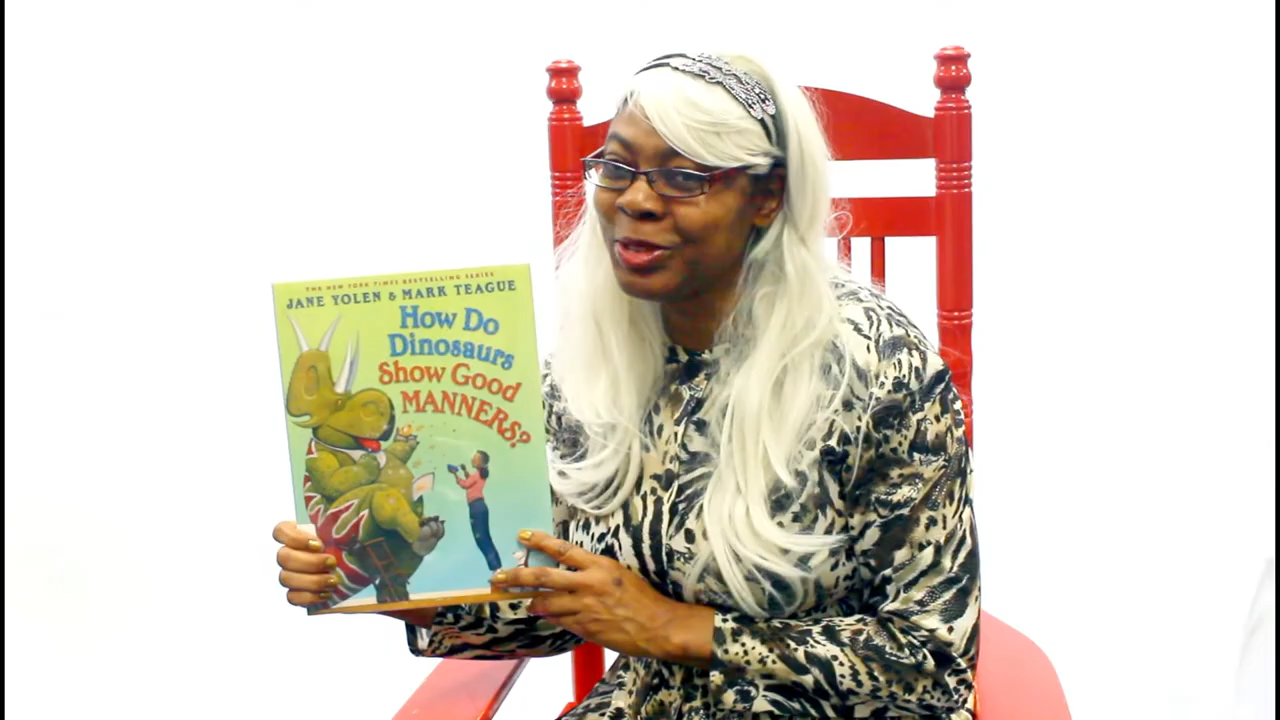 THE NEW YORK TIMES BESTSELLING SERIES
JANE YOLEN & MARK TEAGUE
How Do
Dinosaurs
Show Good
MANNERS?